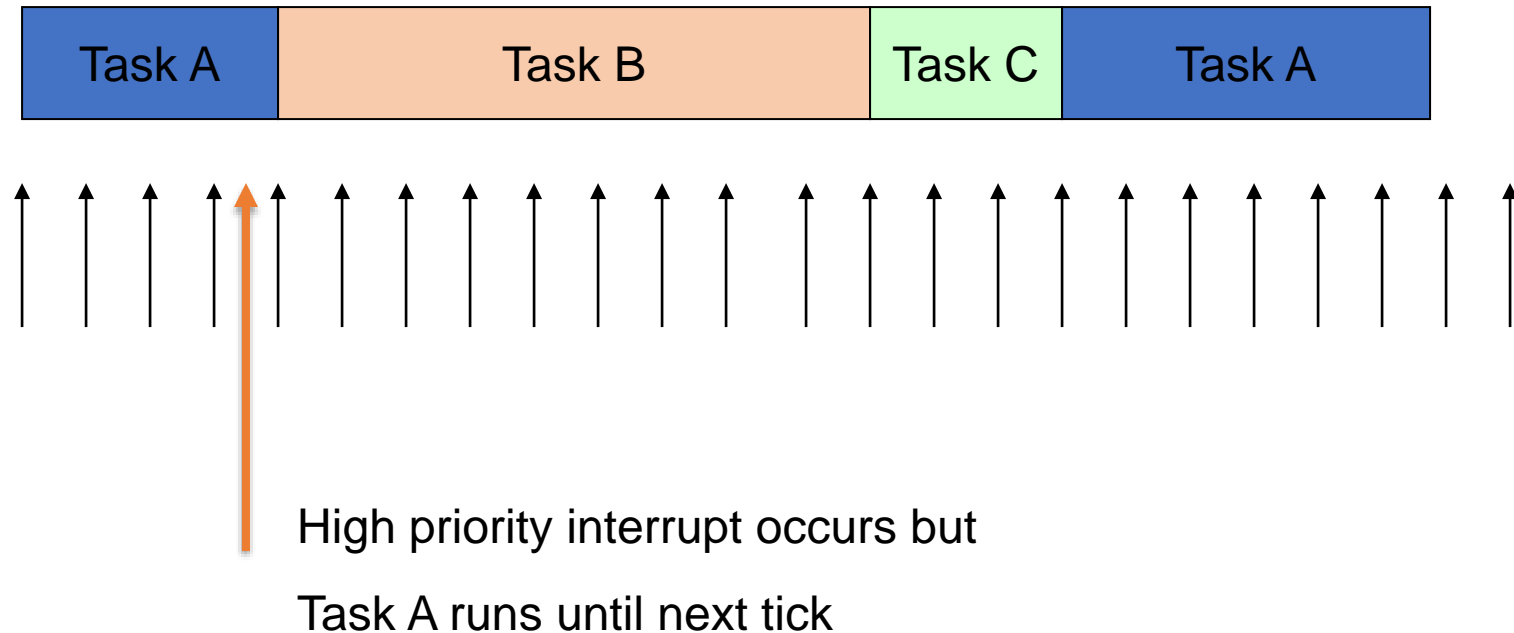 Task A Task B Task C Task A
High priority interrupt occurs but
Task A runs until next tick